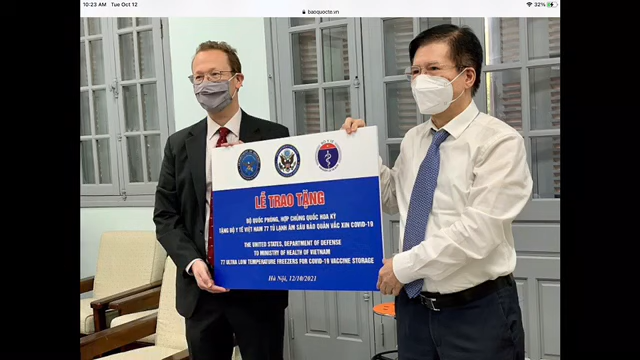 10:23 AM Tue Oct 12
baoquocte.vn
32%
LỄ TRAO TẶNG
BỘ QUỐC PHÒNG, HỢP CHÚNG QUỐC HOA KỲ
TẶNG BỘ Y TẾ VIỆT NAM 77 TỦ LẠNH ÂM SÂU BẢO QUẢN VẮC XIN COVID-19
THE UNITED STATES, DEPARTMENT OF DEFENSE
TO MINISTRY OF HEALTH OF VIETNAM
77 ULTRA LOW TEMPERATURE FREEZERS FOR COVID-19 VACCINE STORAGE
Hà Nội, 12/10/2021